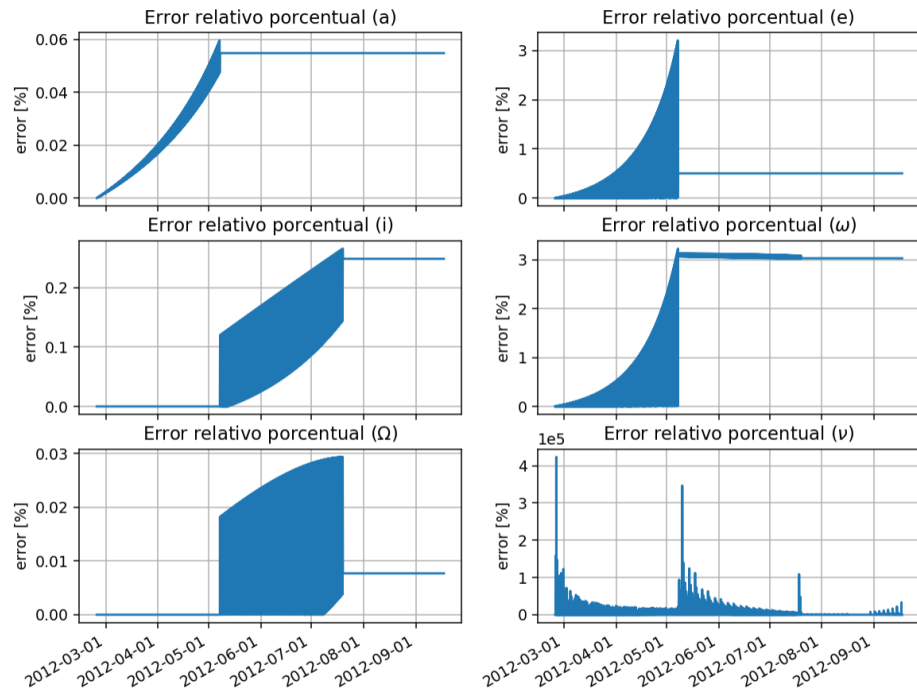 Error relativo porcentual (a)
error [%]
0.06
0.04
0.02
0.00
Error relativo porcentual (e)
error [%]
3
2
1
0
Error relativo porcentual (i)
error [%]
0.2
0.1
0.0
Error relativo porcentual (ω)
error [%]
3
2
1
0
Error relativo porcentual (Ω)
error [%]
0.03
0.02
0.01
0.00
2012-03-01
2012-04-01
2012-05-01
2012-06-01
2012-07-01
2012-08-01
2012-09-01
Error relativo porcentual (ν)
1e5
error [%]
4
3
2
1
0
2012-03-01
2012-04-01
2012-05-01
2012-06-01
2012-07-01
2012-08-01
2012-09-01